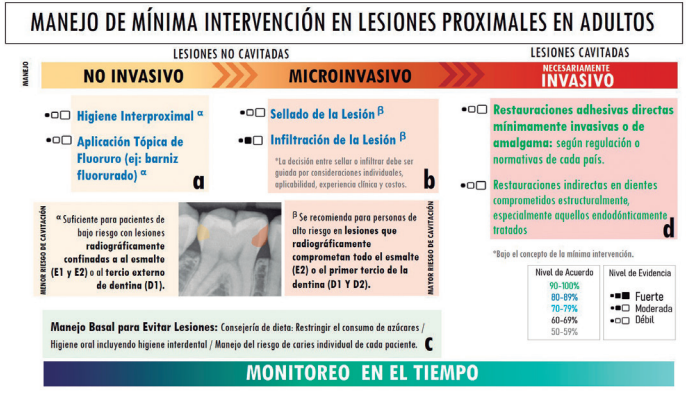 MANEJO DE MÍNIMA INTERVENCIÓN EN LESIONES PROXIMALES EN ADULTOS
LESIONES NO CAVITADAS
LESIONES CAVITADAS
MANEJO
NO INVASIVO
MICROINVASIVO
NECESARIAMENTE
INVASIVO
Higiene Interproximal α
Aplicación Tópica de
Fluoruro (ej: barniz
fluorurado) α
a
Sellado de la Lesión β
Infiltración de la Lesión β
*La decisión entre sellar o infiltrar debe ser
guiada por consideraciones individuales,
aplicabilidad, experiencia clínica y costos.
b
Restauraciones adhesivas directas
mínimamente invasivas o de
amalgama: según regulación o
normativas de cada país.
Restauraciones indirectas en dientes
comprometidos estructuralmente,
especialmente aquellos endodónticamente
tratados
d
*Bajo el concepto de la mínima intervención.
MENOR RIESGO DE CAVITACIÓN
α Suficiente para pacientes de
bajo riesgo con lesiones
radiográficamente
confinadas a al esmalte
(E1 y E2) o al tercio externo
de dentina (D1).
β Se recomienda para personas de
alto riesgo en lesiones que
radiográficamente
comprometan todo el esmalte
(E2) o el primer tercio de la
dentina (D1 Y D2).
MAYOR RIESGO DE CAVITACIÓN
Nivel de Acuerdo
90-100%
80-89%
70-79%
60-69%
50-59%
Nivel de Evidencia
Fuerte
Moderada
Débil
Manejo Basal para Evitar Lesiones: Consejería de dieta: Restringir el consumo de azúcares /
Higiene oral incluyendo higiene interdental / Manejo del riesgo de caries individual de cada paciente.
c
MONITOREO EN EL TIEMPO